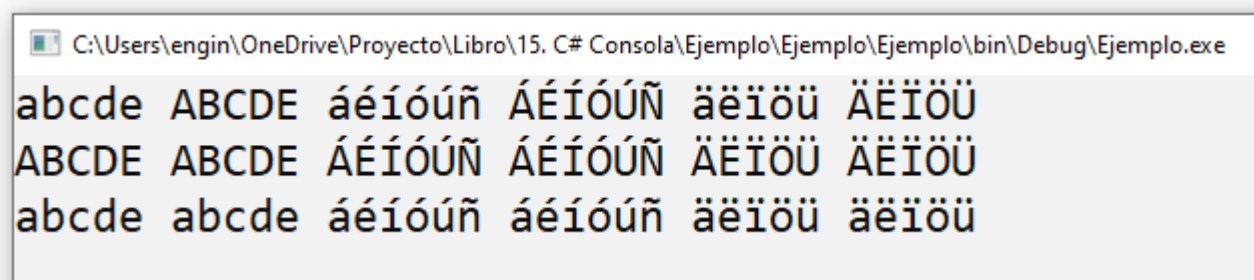 C:\Users\engin\OneDrive\Proyecto\Libro\15. C# Consola\Ejemplo\Ejemplo\Ejemplo\bin\Debug\Ejemplo.exe
abcde ABCDE áéíóúñ ÁÉÍÓÚÑ äëïöü ÄËÏÖÜ
ABCDE ABCDE ÁÉÍÓÚÑ ÁÉÍÓÚÑ ÄËÏÖÜ ÄËÏÖÜ
abcde abcde áéíóúñ áéíóúñ äëïöü äëïöü